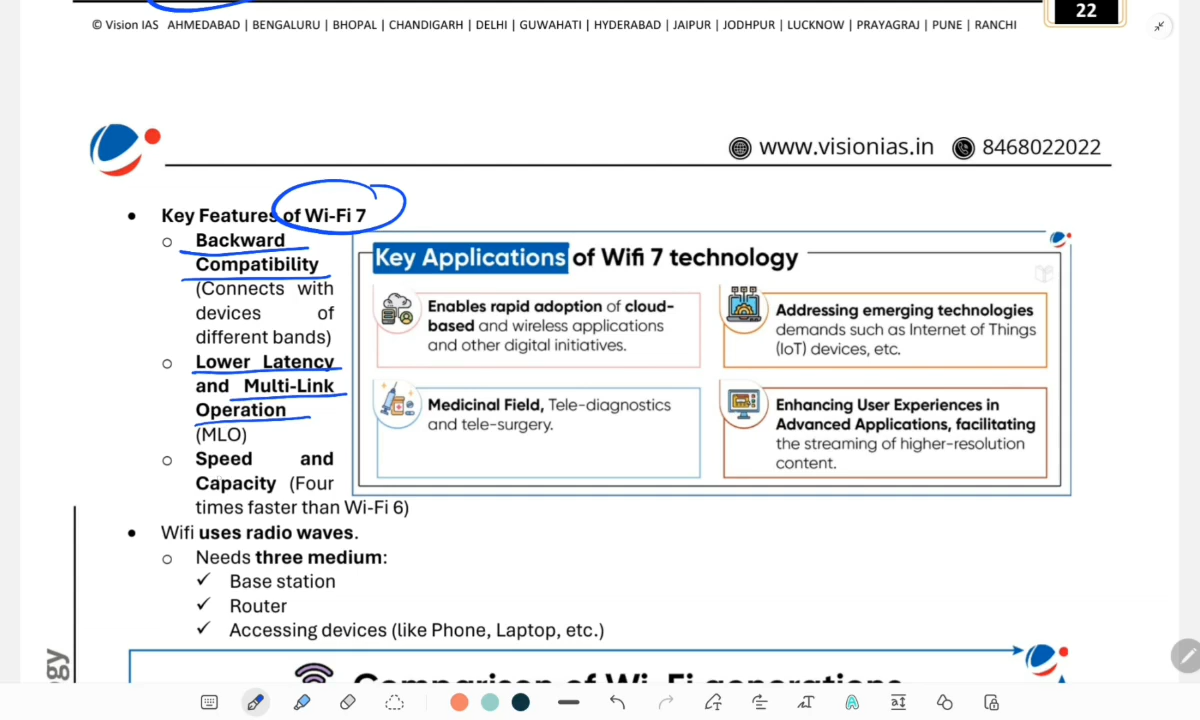 22
© Vision IAS AHMEDABAD | BENGALURU | BHOPAL | CHANDIGARH | DELHI | GUWAHATI | HYDERABAD | JAIPUR | JODHPUR | LUCKNOW | PRAYAGRAJ | PUNE | RANCHI
www.visionias.in 8468022022
• Key Features of Wi-Fi 7
o Backward
Compatibility
(Connects with
devices of
different bands)
o Lower Latency
and Multi-Link
Operation
(MLO)
o Speed and
Capacity (Four
times faster than Wi-Fi 6)
Key Applications of Wifi 7 technology
Enables rapid adoption of cloud-
based and wireless applications
and other digital initiatives.
Addressing emerging technologies
demands such as Internet of Things
(IoT) devices, etc.
Medicinal Field, Tele-diagnostics
and tele-surgery.
Enhancing User Experiences in
Advanced Applications, facilitating
the streaming of higher-resolution
content.
• Wifi uses radio waves.
o Needs three medium:
✓ Base station
✓ Router
✓ Accessing devices (like Phone, Laptop, etc.)
gy
Comparison of Wi-Fi generations